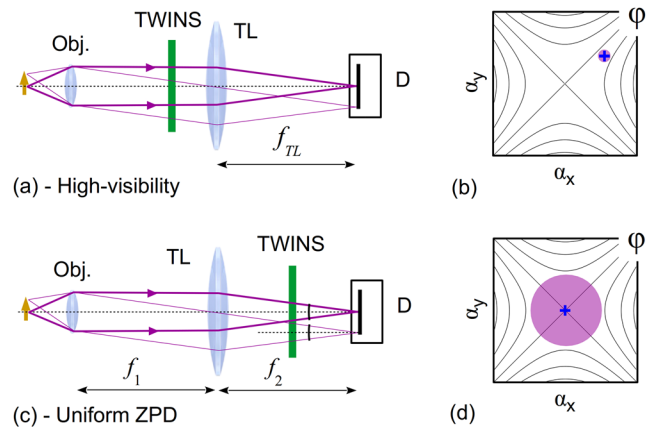 TWINS
TL
Obj.
D
f_TL
(a) - High-visibility
φ
α_y
α_x
(b)
TWINS
TL
Obj.
D
f_1
f_2
(c) - Uniform ZPD
φ
α_y
α_x
(d)